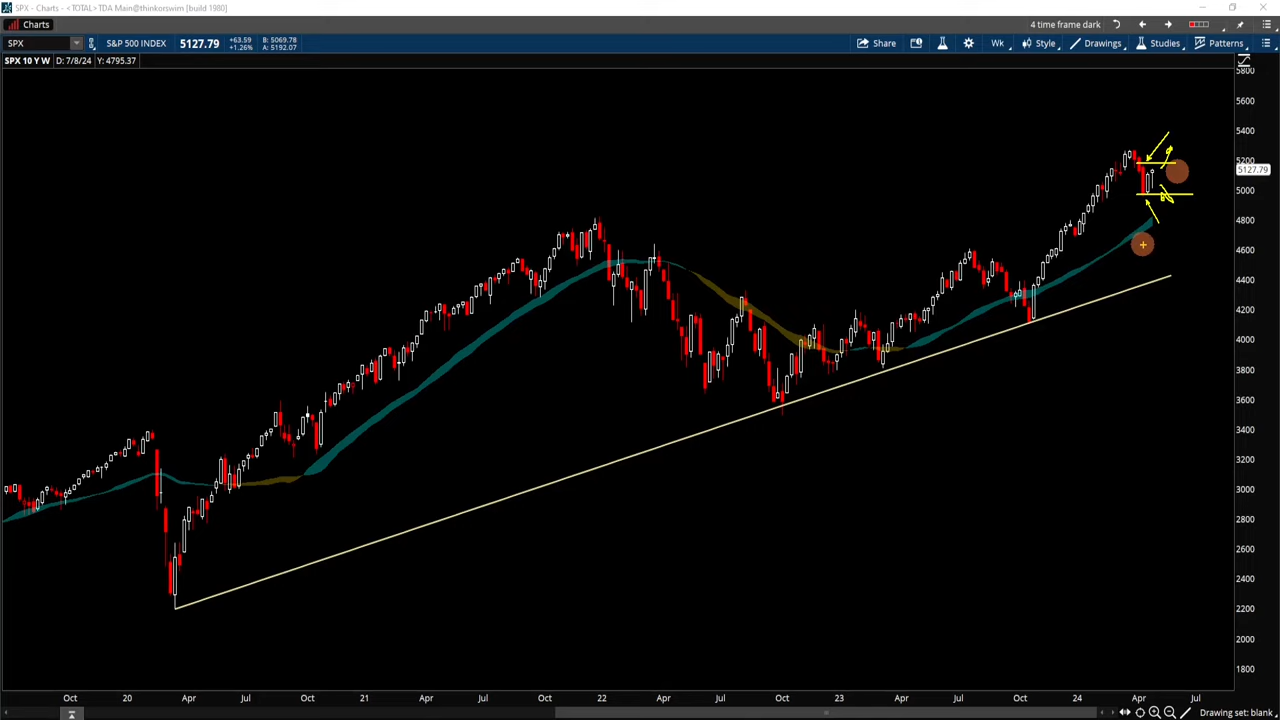 SPX - Charts - <TOTAL> TDA Main@thinkorswim [build 1980]
Charts
4 time frame dark
SPX
S&P 500 INDEX
5127.79
+63.59
+1.26%
B: 5069.78
A: 5192.07
Share
Wk
Style
Drawings
Studies
Patterns
SPX 10 Y W
D: 7/8/24
Y: 4795.37
5800
5600
5400
5200
5127.79
5000
4800
4600
4400
4200
4000
3800
3600
3400
3200
3000
2800
2600
2400
2200
2000
1800
Oct
20
Apr
Jul
Oct
21
Apr
Jul
Oct
22
Apr
Jul
Oct
23
Apr
Jul
Oct
24
Apr
Jul
Drawing set: blank